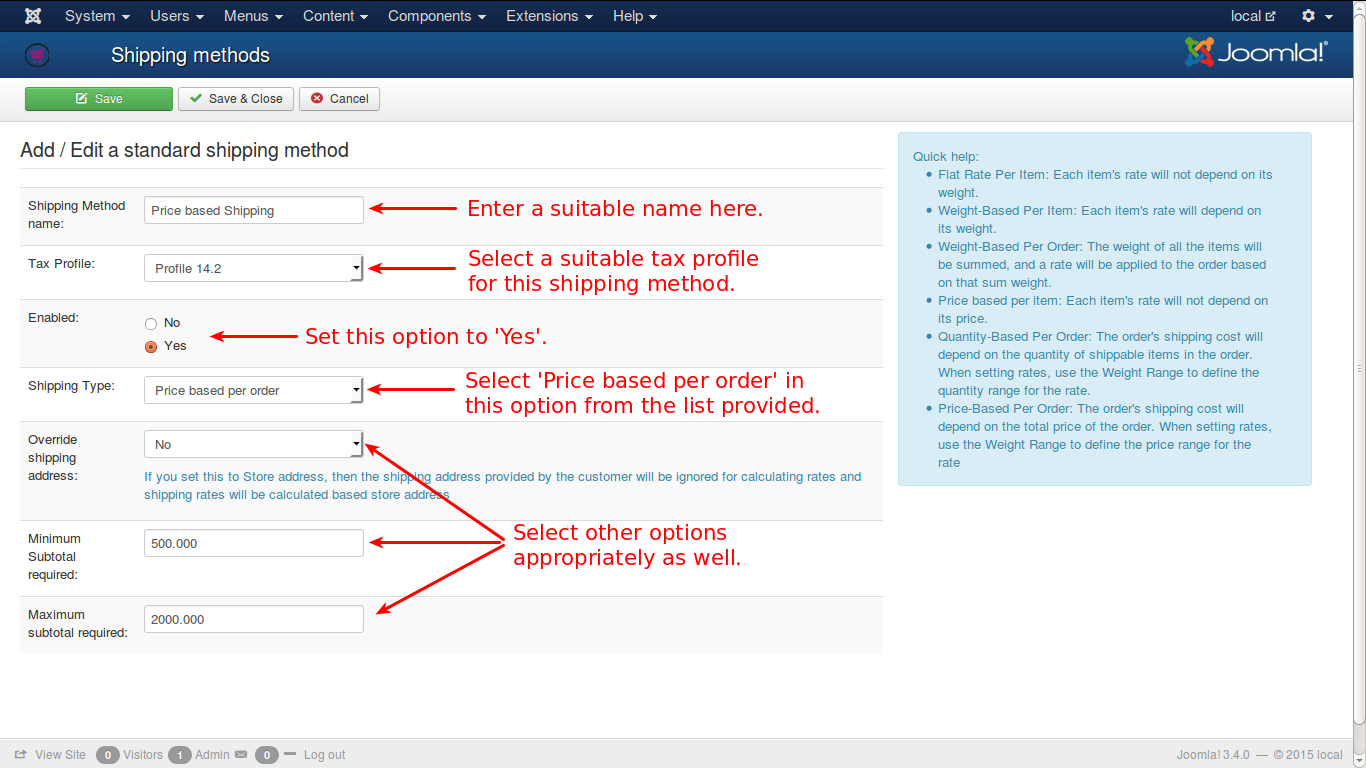 System Users Menus Content Components Extensions Help local
Shipping methods Joomla!®
Save Save & Close Cancel
Add / Edit a standard shipping method
Shipping Method
name:
Price based Shipping
Enter a suitable name here.
Tax Profile:
Profile 14.2
Select a suitable tax profile
for this shipping method.
Enabled:
No
Yes
Set this option to 'Yes'.
Shipping Type:
Price based per order
Select 'Price based per order' in
this option from the list provided.
Override
shipping
address:
No
If you set this to Store address, then the shipping address provided by the customer will be ignored for calculating rates and
shipping rates will be calculated based store address
Minimum
Subtotal
required:
500.000
Select other options
appropriately as well.
Maximum
subtotal required:
2000.000
Quick help:
Flat Rate Per Item: Each item's rate will not depend on its
weight.
Weight-Based Per Item: Each item's rate will depend on
its weight.
Weight-Based Per Order: The weight of all the items will
be summed, and a rate will be applied to the order based
on that sum weight.
Price based per item: Each item's rate will not depend on
its price.
Quantity-Based Per Order: The order's shipping cost will
depend on the quantity of shippable items in the order.
When setting rates, use the Weight Range to define the
quantity range for the rate.
Price-Based Per Order: The order's shipping cost will
depend on the total price of the order. When setting rates,
use the Weight Range to define the price range for the
rate
View Site 0 Visitors 1 Admin 0 Log out Joomla! 3.4.0 — © 2015 local